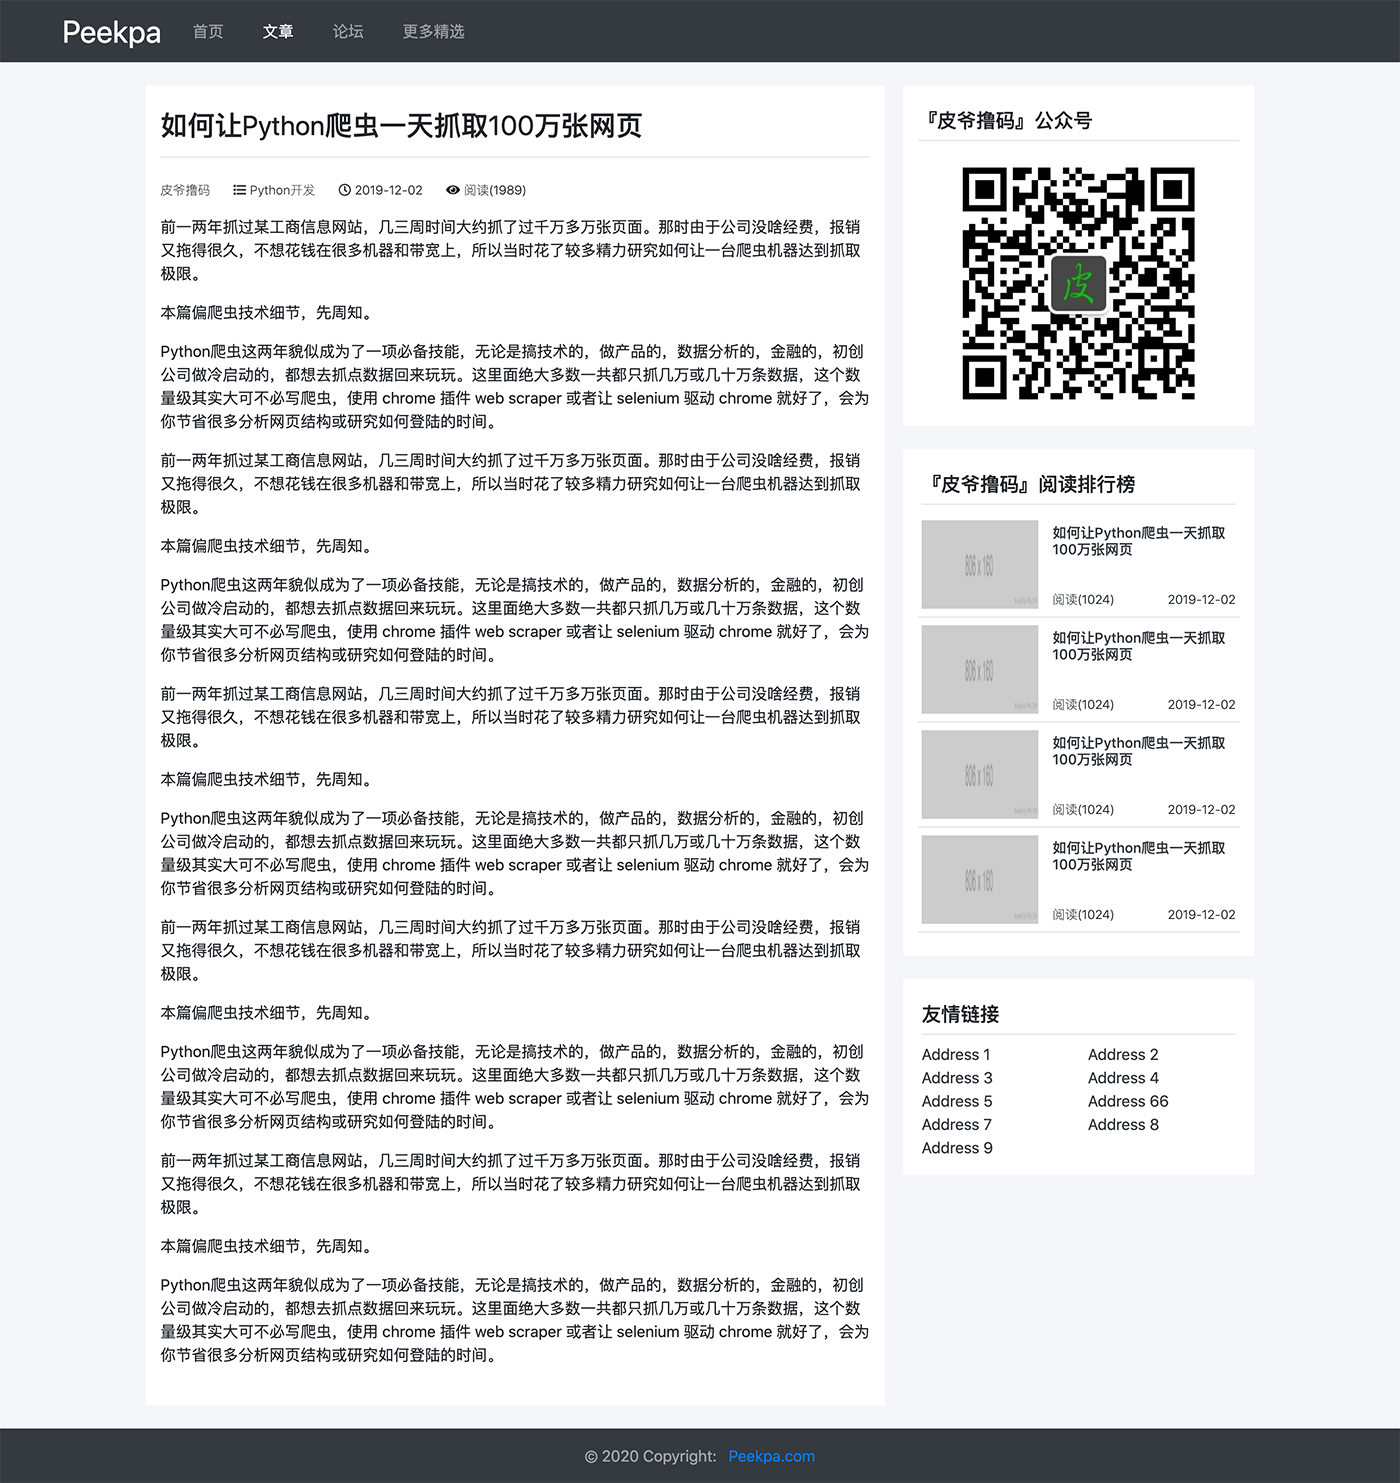 Peekpa 首页 文章 论坛 更多精选
如何让Python爬虫一天抓取100万张网页
皮爷撸码 Python开发 2019-12-02 阅读(1989)
前一两年抓过某工商信息网站，几三周时间大约抓了过千万多万张页面。那时由于公司没啥经费，报销
又拖得很久，不想花钱在很多机器和带宽上，所以当时花了较多精力研究如何让一台爬虫机器达到抓取
极限。
本篇偏爬虫技术细节，先周知。
Python爬虫这两年貌似成为了一项必备技能，无论是搞技术的，做产品的，数据分析的，金融的，初创
公司做冷启动的，都想去抓点数据回来玩玩。这里面绝大多数一共都只抓几万或几十万条数据，这个数
量级其实大可不必写爬虫，使用 chrome 插件 web scraper 或者让 selenium 驱动 chrome 就好了，会为
你节省很多分析网页结构或研究如何登陆的时间。
前一两年抓过某工商信息网站，几三周时间大约抓了过千万多万张页面。那时由于公司没啥经费，报销
又拖得很久，不想花钱在很多机器和带宽上，所以当时花了较多精力研究如何让一台爬虫机器达到抓取
极限。
本篇偏爬虫技术细节，先周知。
Python爬虫这两年貌似成为了一项必备技能，无论是搞技术的，做产品的，数据分析的，金融的，初创
公司做冷启动的，都想去抓点数据回来玩玩。这里面绝大多数一共都只抓几万或几十万条数据，这个数
量级其实大可不必写爬虫，使用 chrome 插件 web scraper 或者让 selenium 驱动 chrome 就好了，会为
你节省很多分析网页结构或研究如何登陆的时间。
前一两年抓过某工商信息网站，几三周时间大约抓了过千万多万张页面。那时由于公司没啥经费，报销
又拖得很久，不想花钱在很多机器和带宽上，所以当时花了较多精力研究如何让一台爬虫机器达到抓取
极限。
本篇偏爬虫技术细节，先周知。
Python爬虫这两年貌似成为了一项必备技能，无论是搞技术的，做产品的，数据分析的，金融的，初创
公司做冷启动的，都想去抓点数据回来玩玩。这里面绝大多数一共都只抓几万或几十万条数据，这个数
量级其实大可不必写爬虫，使用 chrome 插件 web scraper 或者让 selenium 驱动 chrome 就好了，会为
你节省很多分析网页结构或研究如何登陆的时间。
前一两年抓过某工商信息网站，几三周时间大约抓了过千万多万张页面。那时由于公司没啥经费，报销
又拖得很久，不想花钱在很多机器和带宽上，所以当时花了较多精力研究如何让一台爬虫机器达到抓取
极限。
本篇偏爬虫技术细节，先周知。
Python爬虫这两年貌似成为了一项必备技能，无论是搞技术的，做产品的，数据分析的，金融的，初创
公司做冷启动的，都想去抓点数据回来玩玩。这里面绝大多数一共都只抓几万或几十万条数据，这个数
量级其实大可不必写爬虫，使用 chrome 插件 web scraper 或者让 selenium 驱动 chrome 就好了，会为
你节省很多分析网页结构或研究如何登陆的时间。
前一两年抓过某工商信息网站，几三周时间大约抓了过千万多万张页面。那时由于公司没啥经费，报销
又拖得很久，不想花钱在很多机器和带宽上，所以当时花了较多精力研究如何让一台爬虫机器达到抓取
极限。
本篇偏爬虫技术细节，先周知。
Python爬虫这两年貌似成为了一项必备技能，无论是搞技术的，做产品的，数据分析的，金融的，初创
公司做冷启动的，都想去抓点数据回来玩玩。这里面绝大多数一共都只抓几万或几十万条数据，这个数
量级其实大可不必写爬虫，使用 chrome 插件 web scraper 或者让 selenium 驱动 chrome 就好了，会为
你节省很多分析网页结构或研究如何登陆的时间。
『皮爷撸码』公众号
皮
『皮爷撸码』阅读排行榜
806 x 160
如何让Python爬虫一天抓取
100万张网页
阅读(1024) 2019-12-02
806 x 160
如何让Python爬虫一天抓取
100万张网页
阅读(1024) 2019-12-02
806 x 160
如何让Python爬虫一天抓取
100万张网页
阅读(1024) 2019-12-02
806 x 160
如何让Python爬虫一天抓取
100万张网页
阅读(1024) 2019-12-02
友情链接
Address 1 Address 2
Address 3 Address 4
Address 5 Address 66
Address 7 Address 8
Address 9
© 2020 Copyright: Peekpa.com